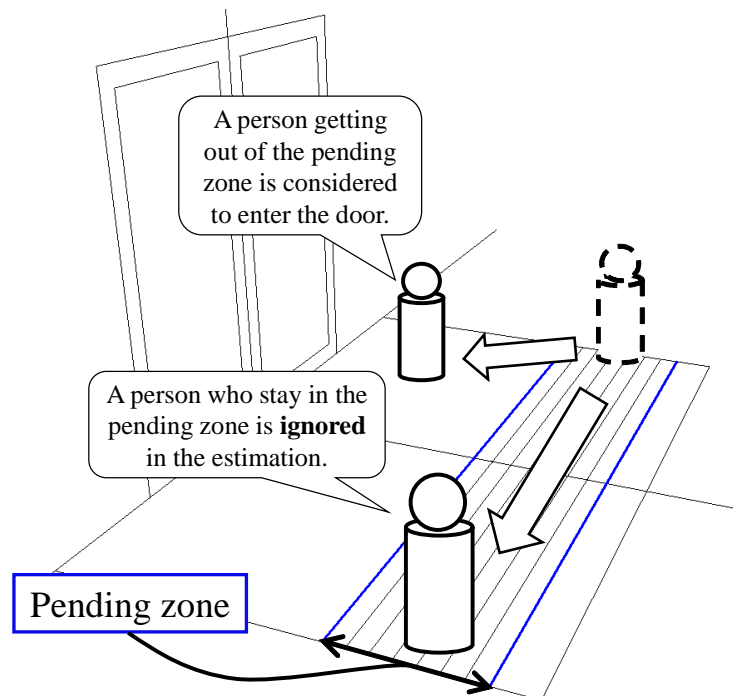 A person getting
out of the pending
zone is considered
to enter the door.
A person who stay in the
pending zone is ignored
in the estimation.
Pending zone